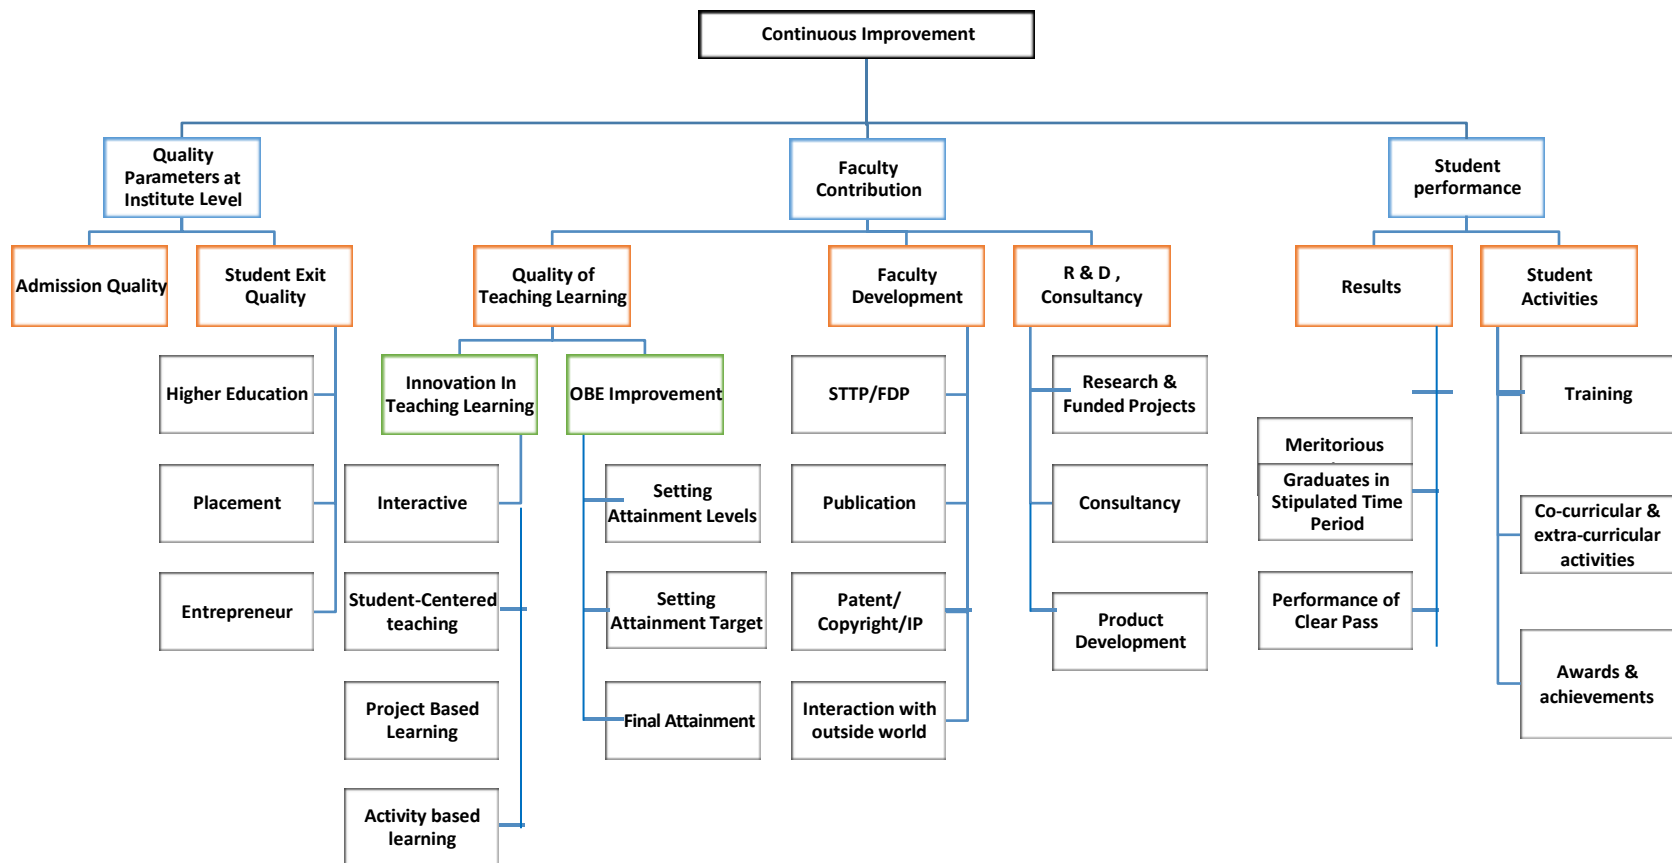 Continuous Improvement
Quality
Parameters at
Institute Level
Faculty
Contribution
Student
performance
Admission Quality
Student Exit
Quality
Quality of
Teaching Learning
Faculty
Development
R & D ,
Consultancy
Results
Student
Activities
Higher Education
Innovation In
Teaching Learning
OBE Improvement
STTP/FDP
Research &
Funded Projects
Training
Meritorious
Placement
Interactive
Setting
Attainment Levels
Publication
Consultancy
Graduates in
Stipulated Time
Period
Co-curricular &
extra-curricular
activities
Entrepreneur
Student-Centered
teaching
Setting
Attainment Target
Patent/
Copyright/IP
Product
Development
Performance of
Clear Pass
Awards &
achievements
Project Based
Learning
Final Attainment
Interaction with
outside world
Activity based
learning